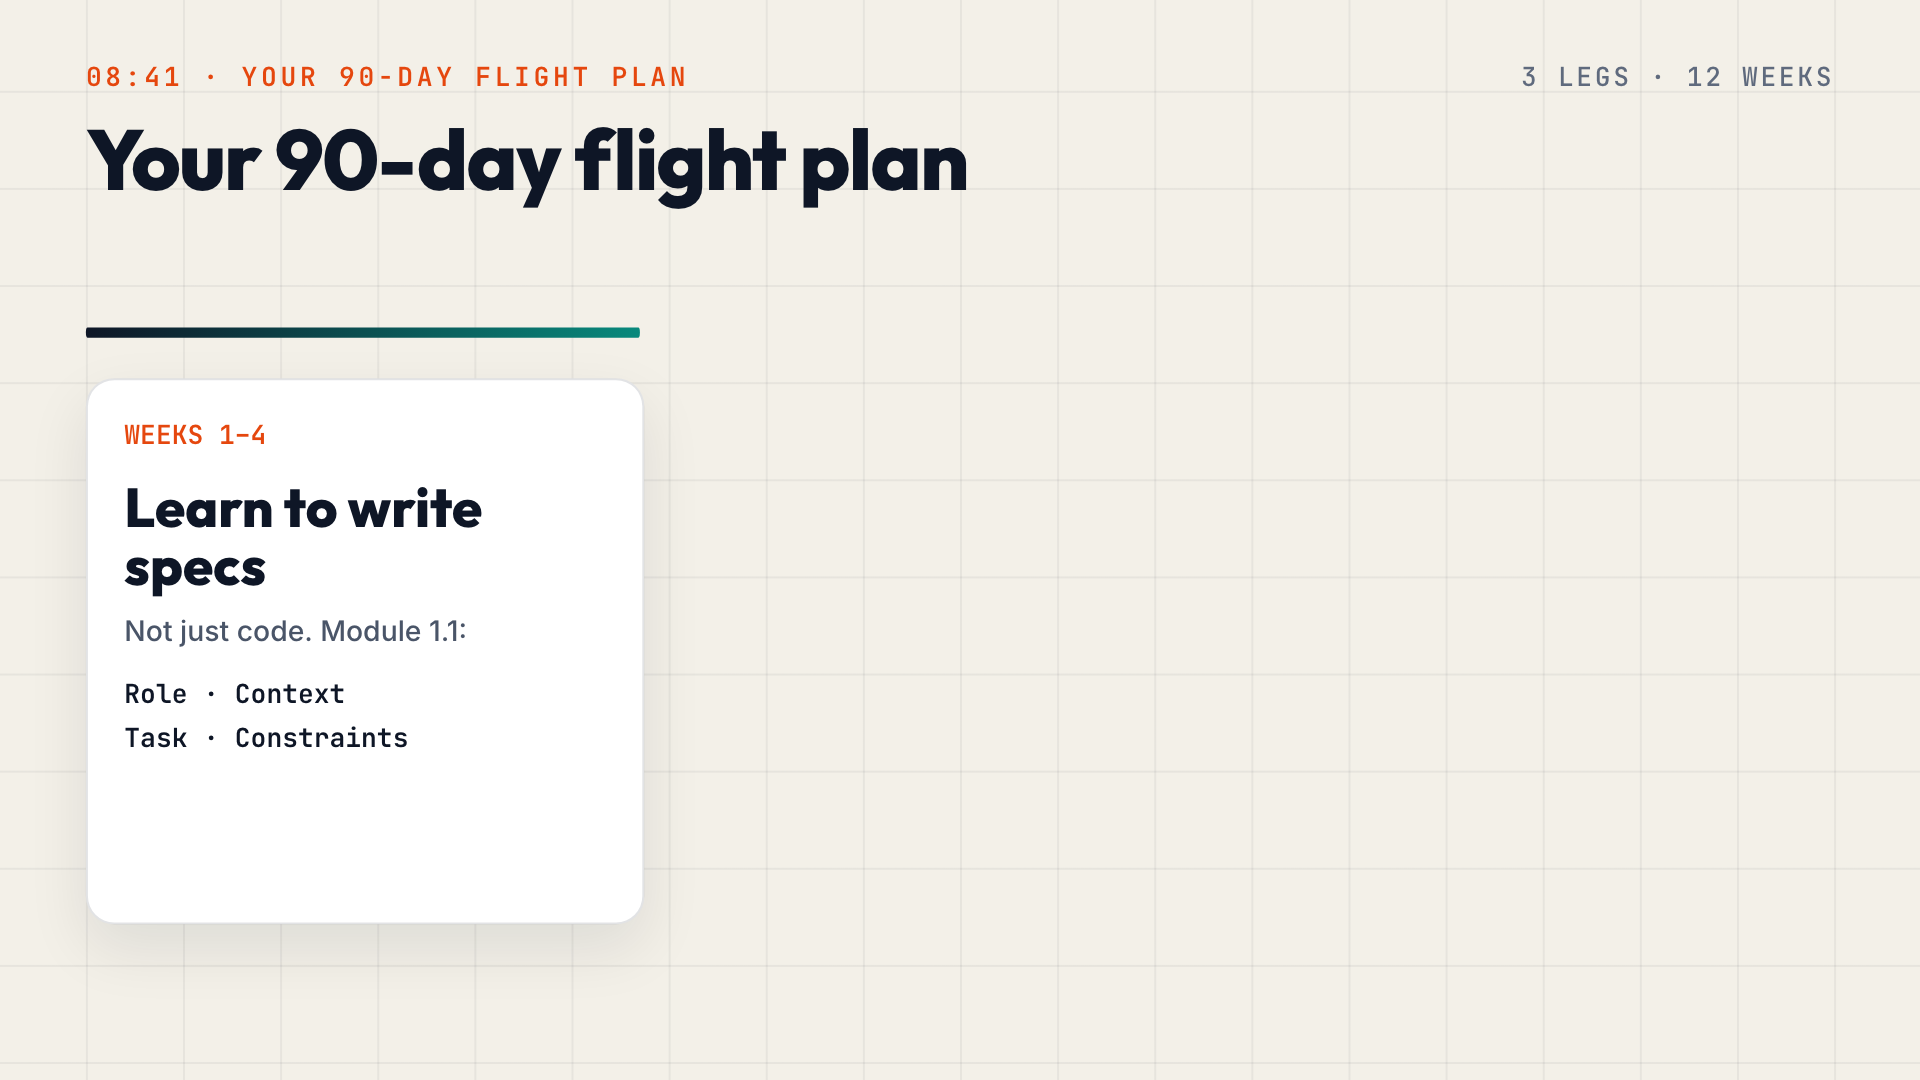 08:41 · YOUR 90-DAY FLIGHT PLAN
3 LEGS · 12 WEEKS
Your 90-day flight plan
WEEKS 1–4
Learn to write
specs
Not just code. Module 1.1:
Role · Context
Task · Constraints